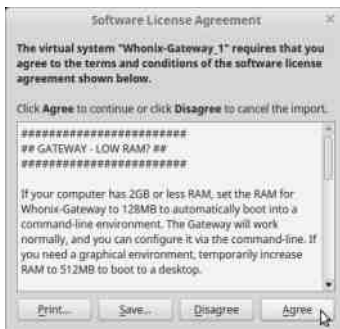 Software License Agreement
The virtual system "Whonix-Gateway_1" requires that you
agree to the terms and conditions of the software license
agreement shown below.
Click Agree to continue or click Disagree to cancel the import.
########################
## GATEWAY - LOW RAM? ##
########################
If your computer has 2GB or less RAM, set the RAM for
Whonix-Gateway to 128MB to automatically boot into a
command-line environment. The Gateway will work
normally, and you can configure it via the command-line. If
you need a graphical environment, temporarily increase
RAM to 512MB to boot to a desktop.
Print... Save... Disagree Agree